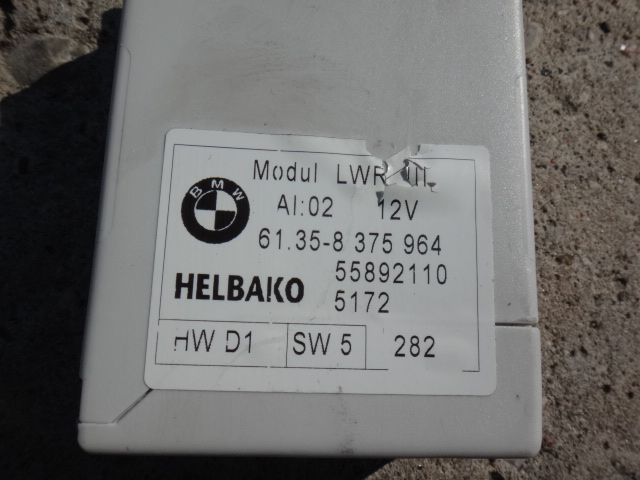 Modul LWR III
BMW
AI:02 12V
61.35-8 375 964
55892110
HELBAKO
5172
HW D1 SW 5 282